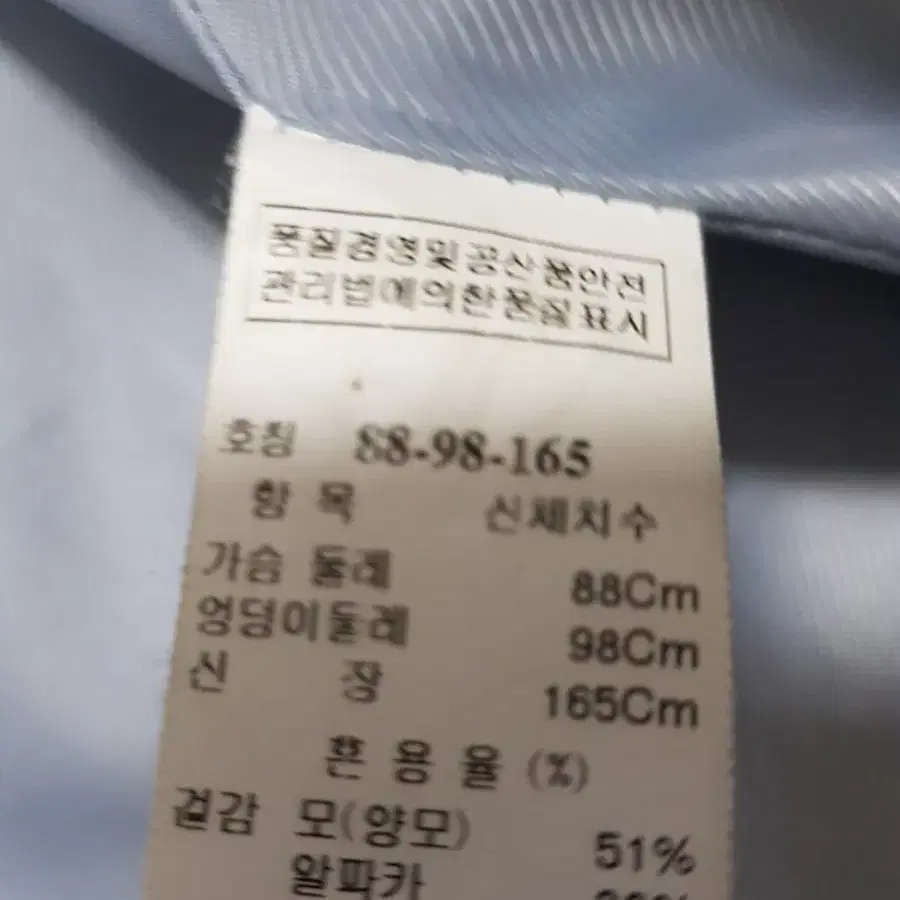 품질경영및공산품안전
관리법에의한품질표시
호칭 88-98-165
항 목 신체치수
가슴 둘레 88Cm
엉덩이둘레 98Cm
신 장 165Cm
혼 용 율 (%)
겉감 모(양모) 51%
알파카